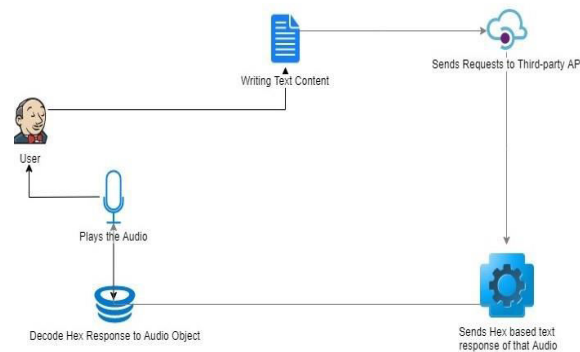 Writing Text Content
Sends Requests to Third-party AP
User
Plays the Audio
Decode Hex Response to Audio Object
Sends Hex based text
response of that Audio